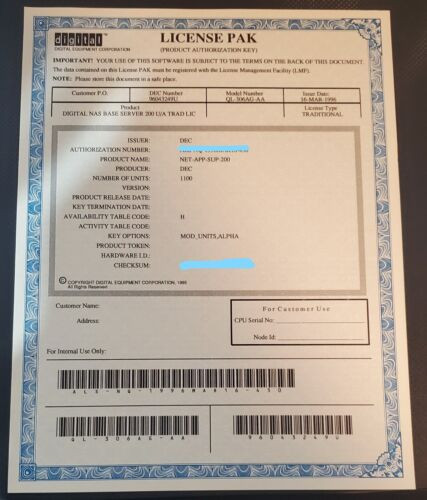 digital
DIGITAL EQUIPMENT CORPORATION
LICENSE PAK
(PRODUCT AUTHORIZATION KEY)
IMPORTANT! YOUR USE OF THIS SOFTWARE IS SUBJECT TO THE TERMS ON THE BACK OF THIS DOCUMENT.
The data contained on this License PAK must be registered with the License Management Facility (LMF).
NOTE: Please store this document in a safe place.
Customer P.O. DEC Number Model Number Issue Date:
96043249U QL-306AG-AA 16-MAR-1996
Product License Type
DIGITAL NAS BASE SERVER 200 U/A TRAD LIC TRADITIONAL
ISSUER: DEC
AUTHORIZATION NUMBER:
PRODUCT NAME: NET-APP-SUP-200
PRODUCER: DEC
NUMBER OF UNITS: 1100
VERSION:
PRODUCT RELEASE DATE:
KEY TERMINATION DATE:
AVAILABILITY TABLE CODE: H
ACTIVITY TABLE CODE:
KEY OPTIONS: MOD_UNITS,ALPHA
PRODUCT TOKEN:
HARDWARE I.D.:
CHECKSUM:
© COPYRIGHT DIGITAL EQUIPMENT CORPORATION, 1995
All Rights Reserved
Customer Name:
Address:
For Customer Use
CPU Serial No:
Node Id:
For Internal Use Only:
QL-306AG-AA
96043249U